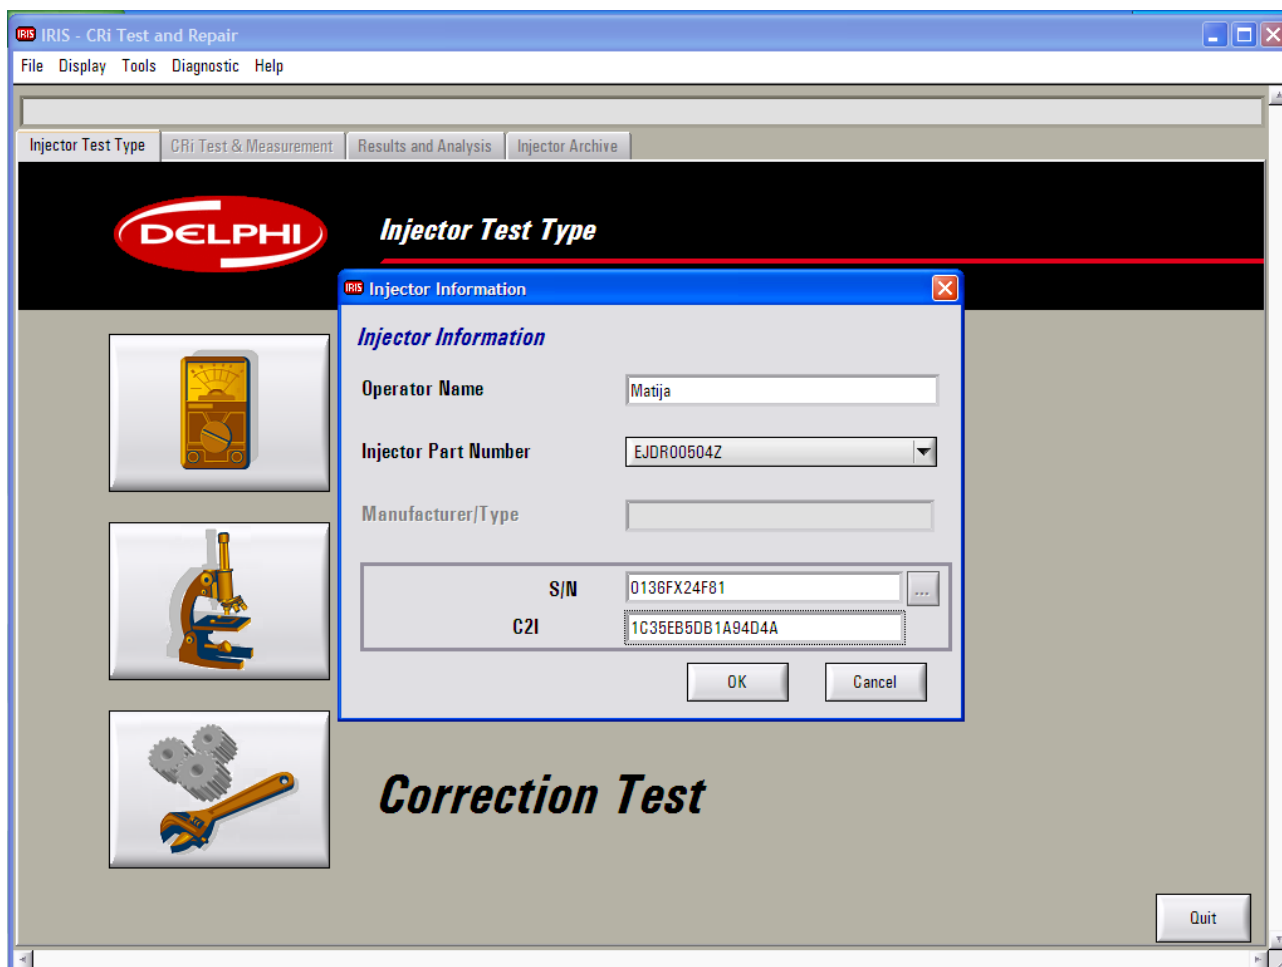 IRIS IRIS - CRi Test and Repair
File Display Tools Diagnostic Help
Injector Test Type CRi Test & Measurement Results and Analysis Injector Archive
DELPHI
Injector Test Type
IRIS Injector Information
Injector Information
Operator Name Matija
Injector Part Number EJDR00504Z
Manufacturer/Type
S/N 0136FX24F81 ...
C2I 1C35EB5DB1A94D4A
OK Cancel
Correction Test
Quit